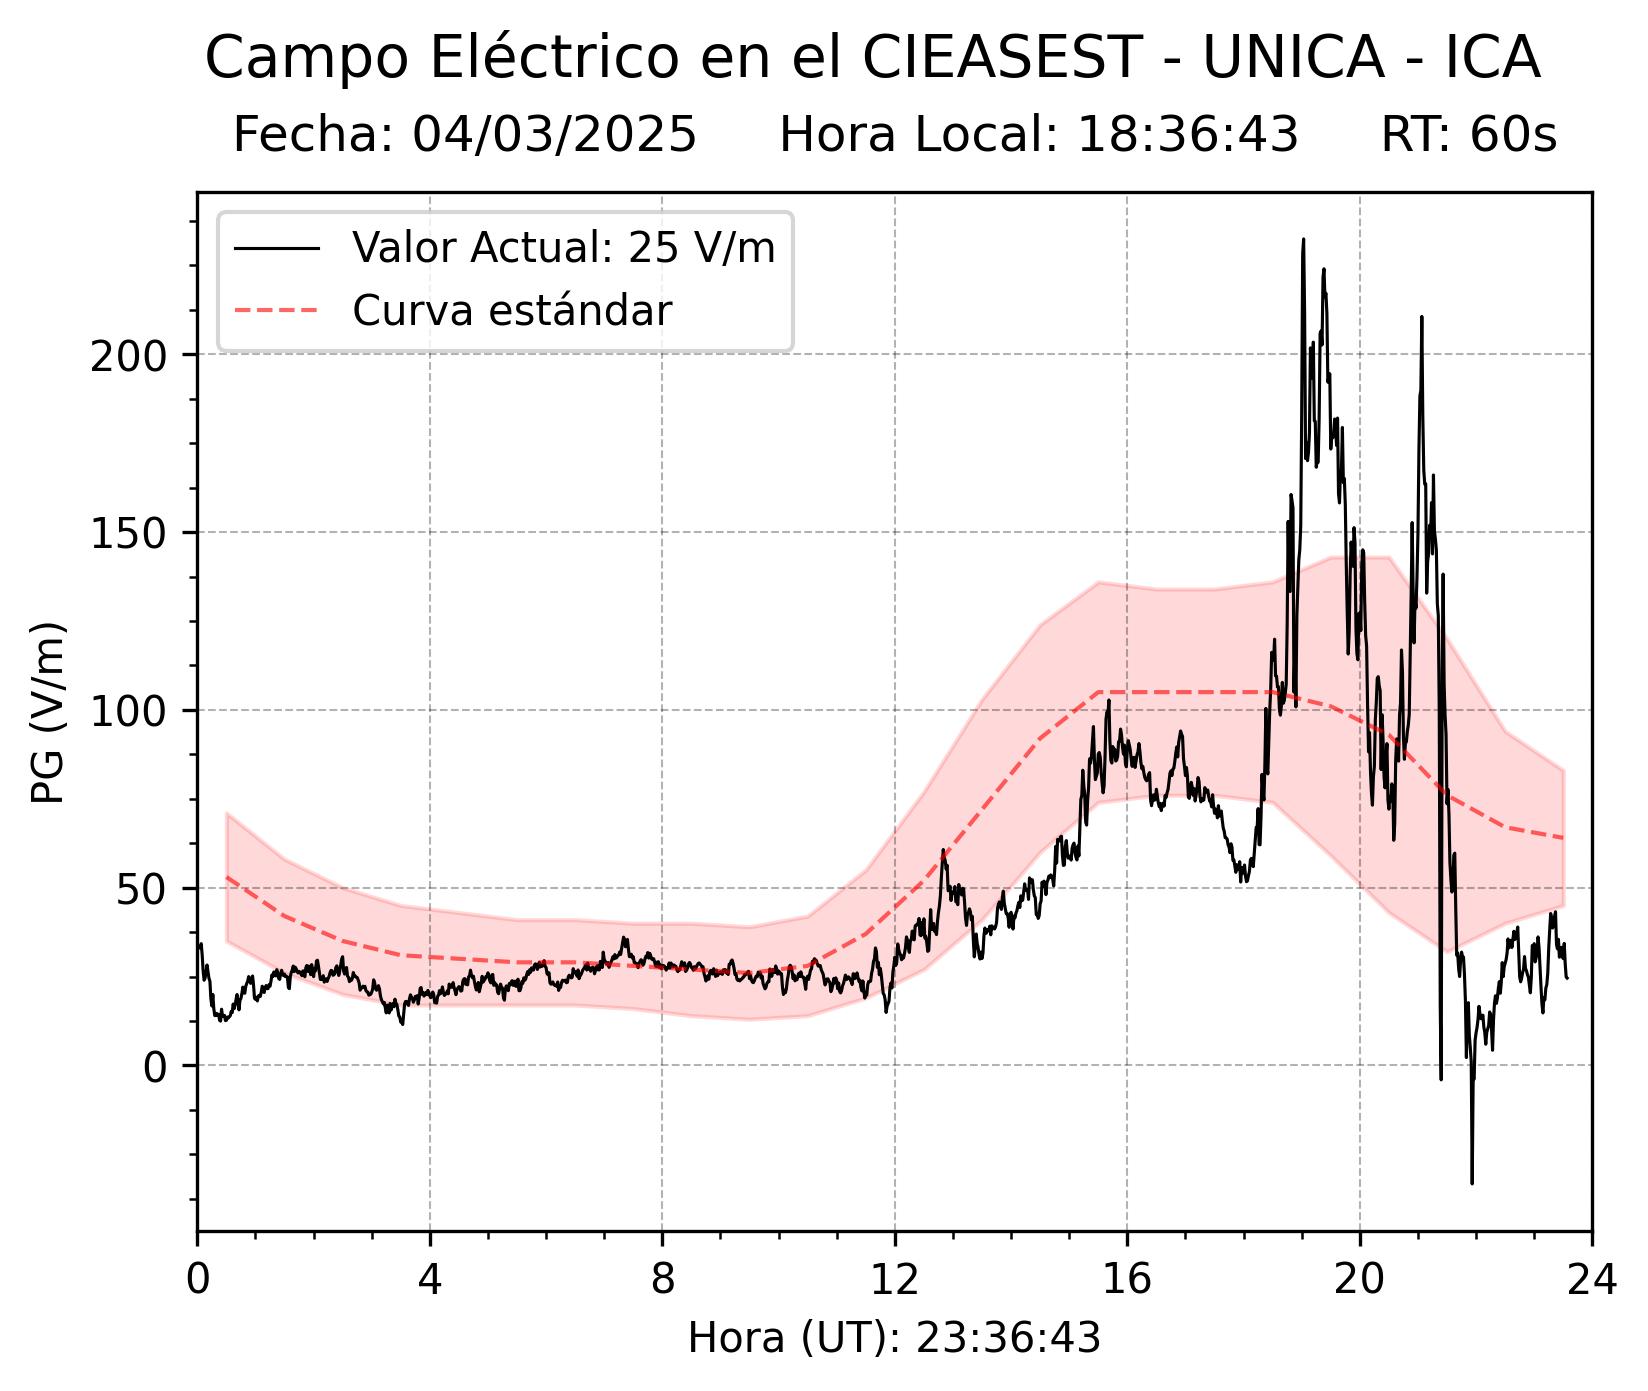 Campo Eléctrico en el CIEASEST - UNICA - ICA
Fecha: 04/03/2025 Hora Local: 18:36:43 RT: 60s
Valor Actual: 25 V/m
Curva estándar
200
150
100
50
0
PG (V/m)
0 4 8 12 16 20 24
Hora (UT): 23:36:43